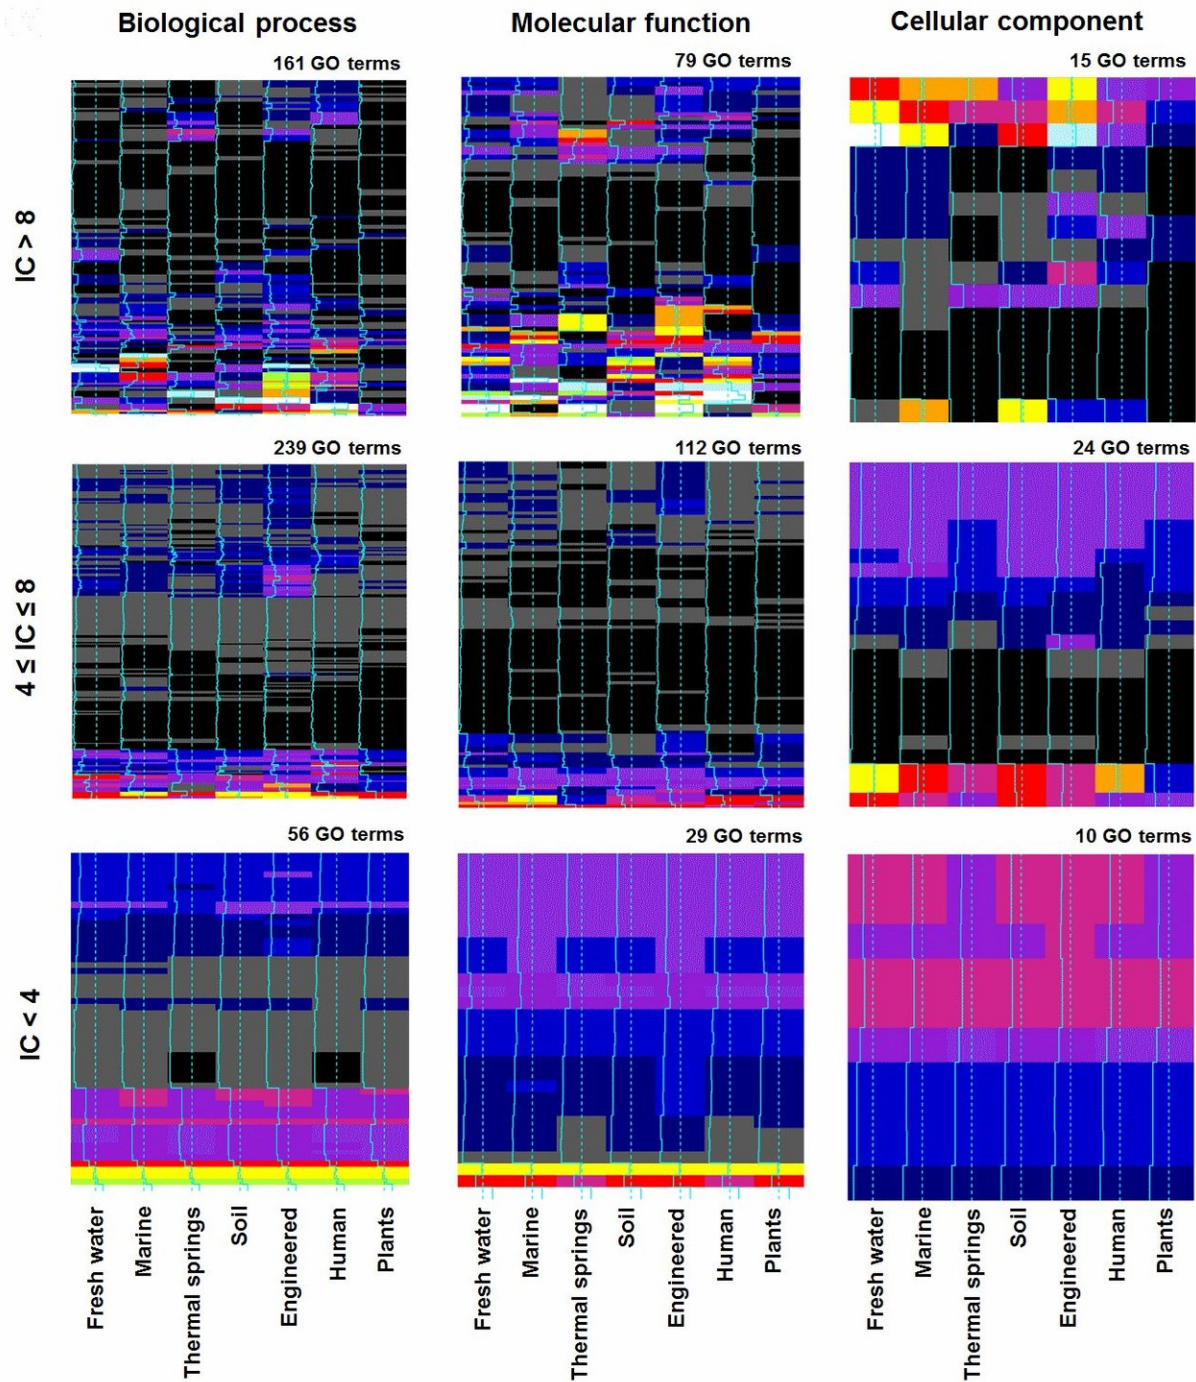 Biological process Molecular function Cellular component
161 GO terms 79 GO terms 15 GO terms
IC > 8
239 GO terms 112 GO terms 24 GO terms
4 ≤ IC ≤ 8
56 GO terms 29 GO terms 10 GO terms
IC < 4
Fresh water Marine Thermal springs Soil Engineered Human Plants
Fresh water Marine Thermal springs Soil Engineered Human Plants
Fresh water Marine Thermal springs Soil Engineered Human Plants